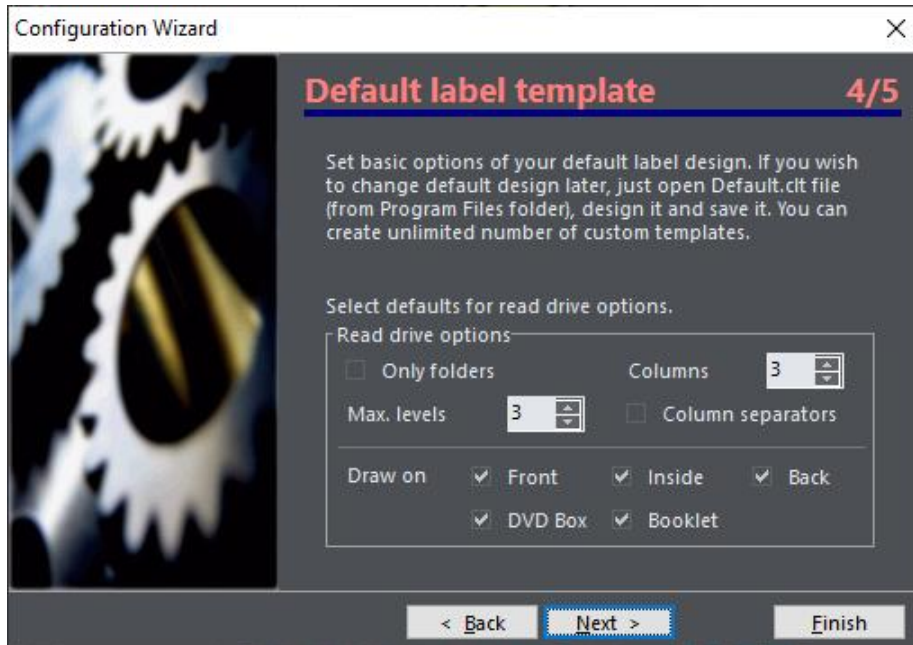 Configuration Wizard
Default label template 4/5
Set basic options of your default label design. If you wish
to change default design later, just open Default.clt file
(from Program Files folder), design it and save it. You can
create unlimited number of custom templates.
Select defaults for read drive options.
Read drive options
Only folders Columns 3
Max. levels 3 Column separators
Draw on Front Inside Back
DVD Box Booklet
< Back Next > Finish